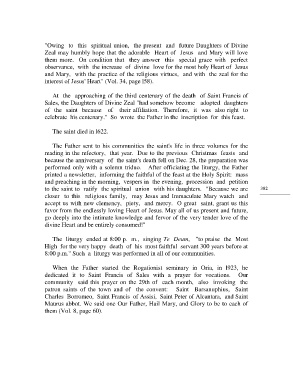 "Owing to this spiritual union, the present and future Daughters of Divine
Zeal may humbly hope that the adorable Heart of Jesus and Mary will love
them more. On condition that they answer this special grace with perfect
observance, with the increase of divine love for the most holy Heart of Jesus
and Mary, with the practice of the religious virtues, and with the zeal for the
interest of Jesus' Heart." (Vol. 34, page 158).
At the approaching of the third centenary of the death of Saint Francis of
Sales, the Daughters of Divine Zeal "had somehow become adopted daughters
of the saint because of their affiliation. Therefore, it was also right to
celebrate his centenary." So wrote the Father in the inscription for this feast.
The saint died in 1622.
The Father sent to his communities the saint's life in three volumes for the
reading in the refectory, that year. Due to the previous Christmas feasts and
because the anniversary of the saint's death fell on Dec. 28, the preparation was
performed only with a solemn triduo. After officiating the liturgy, the Father
printed a newsletter, informing the faithful of the feast at the Holy Spirit: mass
and preaching in the morning, vespers in the evening, procession and petition
to the saint to ratify the spiritual union with his daughters. "Because we are
closer to this religious family, may Jesus and Immaculate Mary watch and
accept us with new clemency, piety, and mercy. O great saint, grant us this
favor from the endlessly loving Heart of Jesus. May all of us present and future,
go deeply into the intimate knowledge and fervor of the very tender love of the
divine Heart and be entirely consumed!"
182
The liturgy ended at 8:00 p. m., singing Te Deum, "to praise the Most
High for the very happy death of his most faithful servant 300 years before at
8:00 p.m." Such a liturgy was performed in all of our communities.
When the Father started the Rogationist seminary in Oria, in 1923, he
dedicated it to Saint Francis of Sales with a prayer for vocations. Our
community said this prayer on the 29th of each month, also invoking the
patron saints of the town and of the convent: Saint Barsanuphius, Saint
Charles Borromeo, Saint Francis of Assisi, Saint Peter of Alcantara, and Saint
Maurus abbot. We said one Our Father, Hail Mary, and Glory to be to each of
them (Vol. 8, page 60).